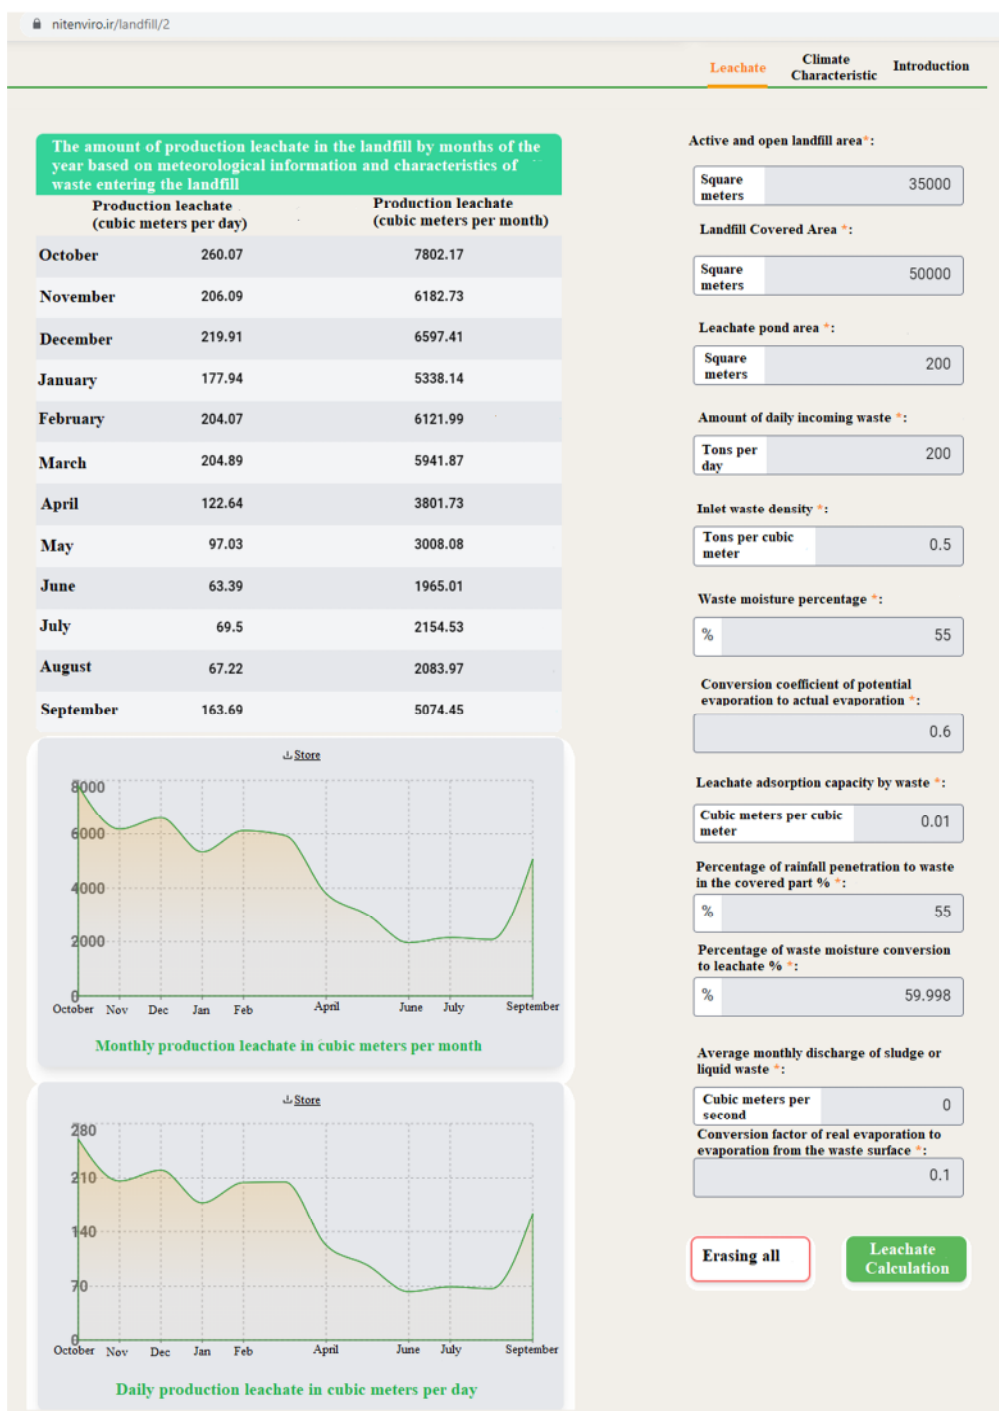 nitenviro.ir/landfill/2
Leachate
Climate
Characteristic
Introduction
The amount of production leachate in the landfill by months of the
year based on meteorological information and characteristics of
waste entering the landfill
Production leachate
(cubic meters per day)
Production leachate
(cubic meters per month)
October 260.07 7802.17
November 206.09 6182.73
December 219.91 6597.41
January 177.94 5338.14
February 204.07 6121.99
March 204.89 5941.87
April 122.64 3801.73
May 97.03 3008.08
June 63.39 1965.01
July 69.5 2154.53
August 67.22 2083.97
September 163.69 5074.45
Store
8000
6000
4000
2000
0
October Nov Dec Jan Feb April June July September
Monthly production leachate in cubic meters per month
Store
280
210
140
70
0
October Nov Dec Jan Feb April June July September
Daily production leachate in cubic meters per day
Active and open landfill area*:
Square
meters
35000
Landfill Covered Area *:
Square
meters
50000
Leachate pond area *:
Square
meters
200
Amount of daily incoming waste *:
Tons per
day
200
Inlet waste density *:
Tons per cubic
meter
0.5
Waste moisture percentage *:
% 55
Conversion coefficient of potential
evaporation to actual evaporation *:
0.6
Leachate adsorption capacity by waste *:
Cubic meters per cubic
meter
0.01
Percentage of rainfall penetration to waste
in the covered part % *:
% 55
Percentage of waste moisture conversion
to leachate % *:
% 59.998
Average monthly discharge of sludge or
liquid waste *:
Cubic meters per
second
0
Conversion factor of real evaporation to
evaporation from the waste surface *:
0.1
Erasing all
Leachate
Calculation